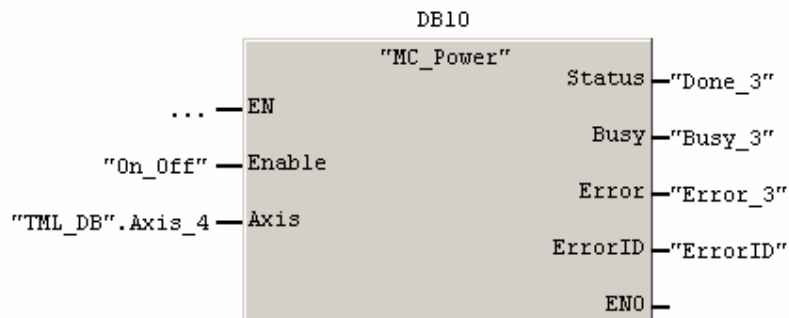 DB10
"MC_Power"
Status "Done_3"
... EN
Busy "Busy_3"
"On_Off" Enable
Error "Error_3"
"TML_DB".Axis_4 Axis
ErrorID "ErrorID"
ENO